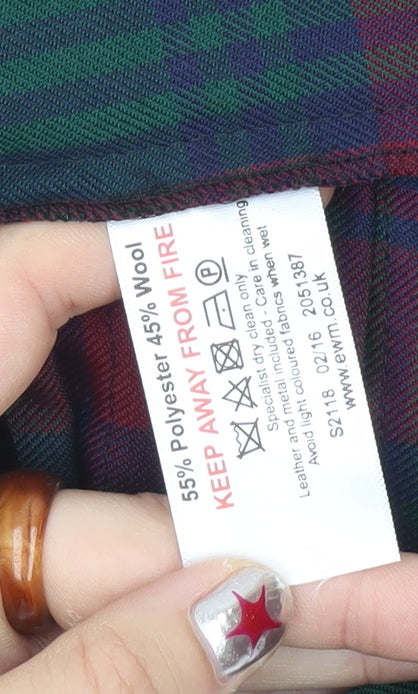 55% Polyester 45% Wool
KEEP AWAY FROM FIRE
P
Specialist dry clean only
Leather and metal included - Care in cleaning
Avoid light coloured fabrics when wet
S2118 02/16 2051387
www.ewm.co.uk